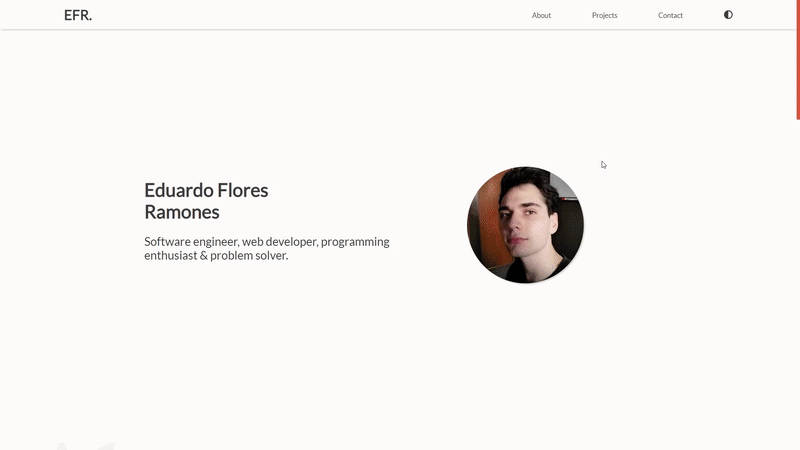 EFR.
About
Projects
Contact
Eduardo Flores
Ramones
Software engineer, web developer, programming
enthusiast & problem solver.